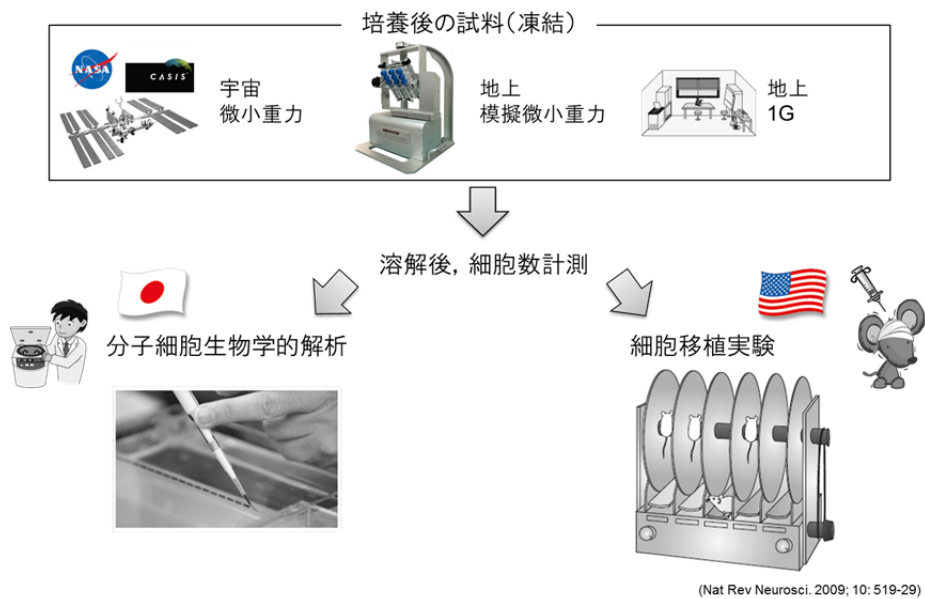 培養後の試料(凍結)
NASA
CASIS
宇宙
微小重力
地上
模擬微小重力
地上
1G
溶解後, 細胞数計測
分子細胞生物学的解析
細胞移植実験
(Nat Rev Neurosci. 2009; 10: 519-29)